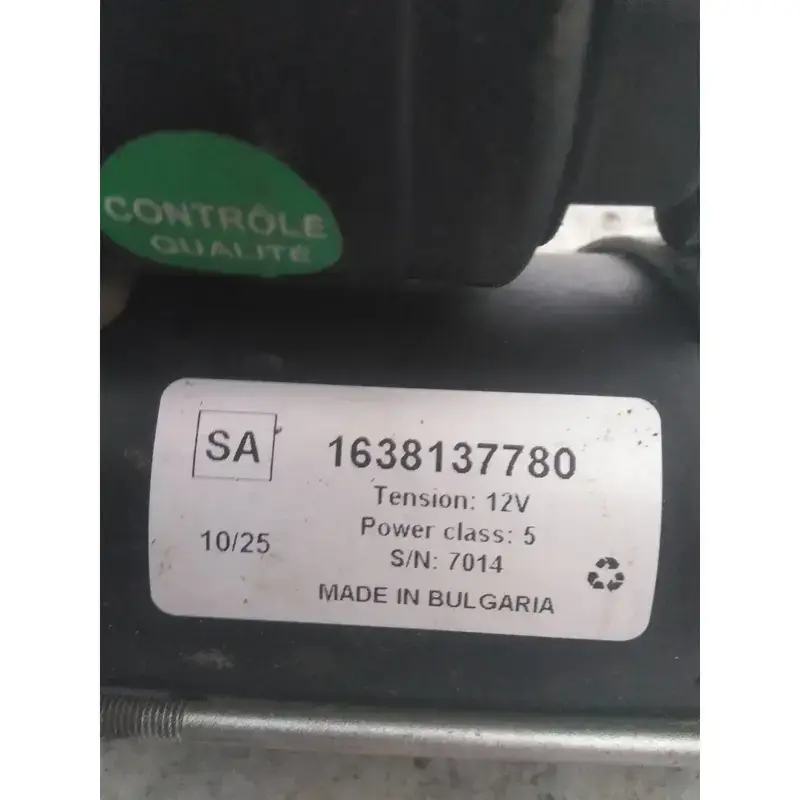 CONTRÔLE
QUALITÉ
SA
1638137780
Tension: 12V
Power class: 5
10/25
S/N: 7014
MADE IN BULGARIA